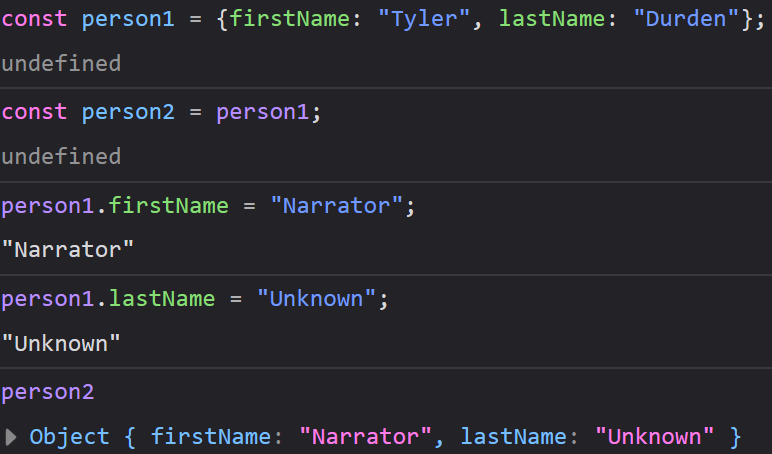 const person1 = {firstName: "Tyler", lastName: "Durden"};
undefined
const person2 = person1;
undefined
person1.firstName = "Narrator";
"Narrator"
person1.lastName = "Unknown";
"Unknown"
person2
Object { firstName: "Narrator", lastName: "Unknown" }